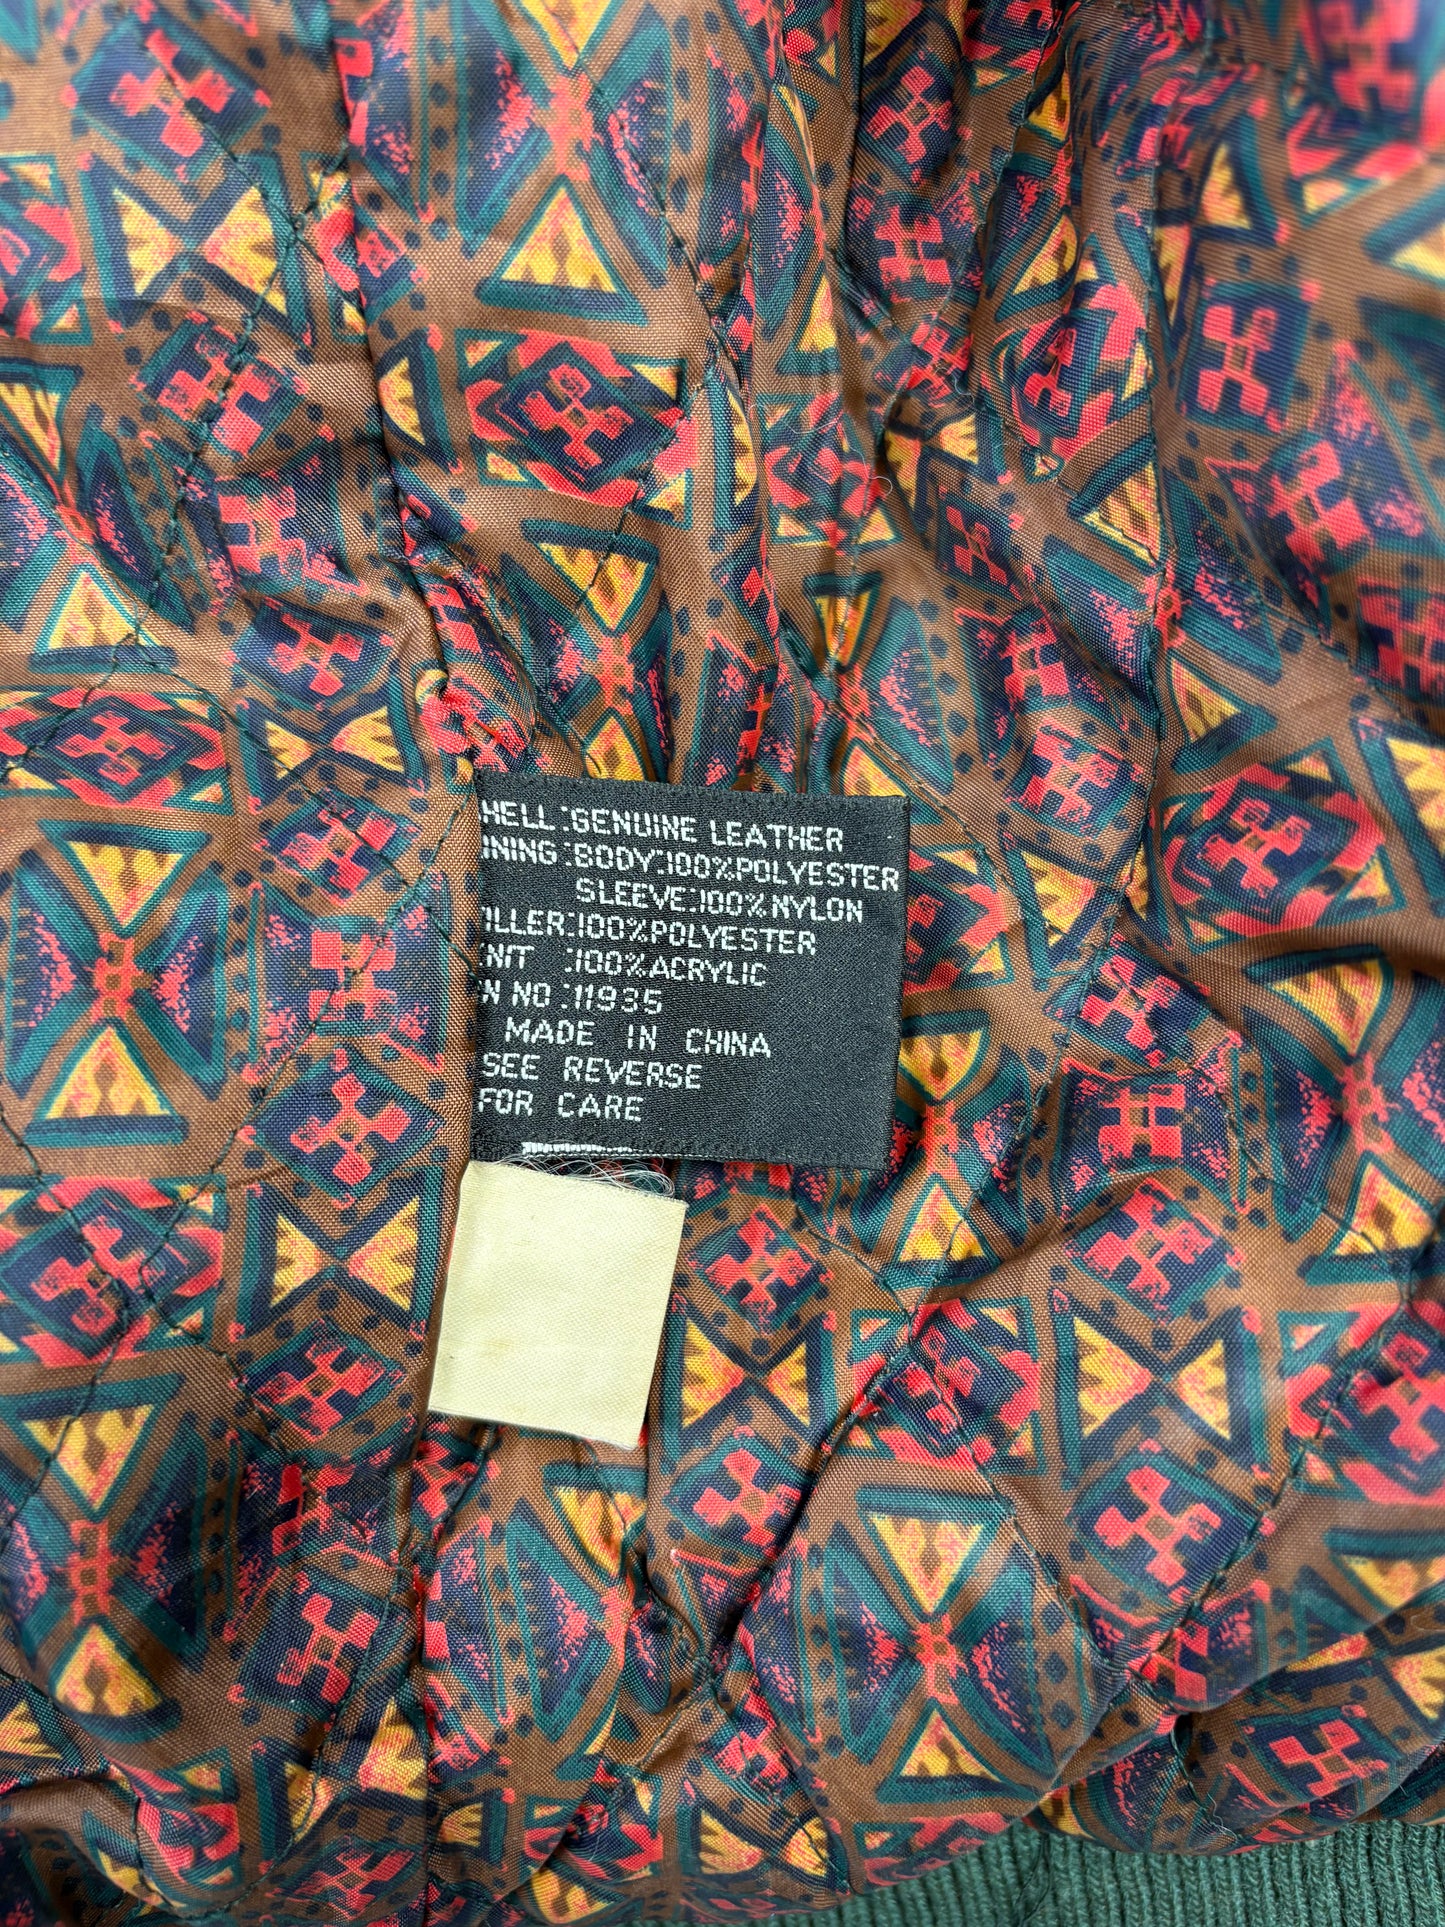 HELL:GENUINE LEATHER
INING:BODY:100%POLYESTER
SLEEVE:100%NYLON
ILLER:100%POLYESTER
NIT :100%ACRYLIC
N NO:11935
MADE IN CHINA
SEE REVERSE
FOR CARE